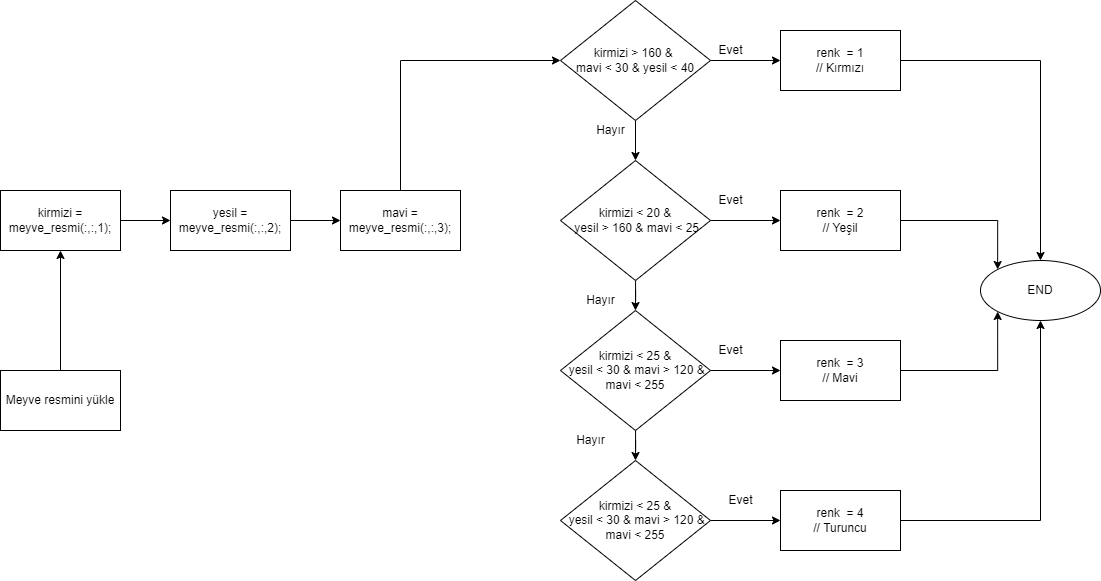 Meyve resmini yükle
kirmizi =
meyve_resmi(:,:,1);
yesil =
meyve_resmi(:,:,2);
mavi =
meyve_resmi(:,:,3);
kirmizi > 160 &
mavi < 30 & yesil < 40
Evet
renk = 1
// Kırmızı
Hayır
kirmizi < 20 &
yesil > 160 & mavi < 25
Evet
renk = 2
// Yeşil
Hayır
kirmizi < 25 &
yesil < 30 & mavi > 120 &
mavi < 255
Evet
renk = 3
// Mavi
Hayır
kirmizi < 25 &
yesil < 30 & mavi > 120 &
mavi < 255
Evet
renk = 4
// Turuncu
END